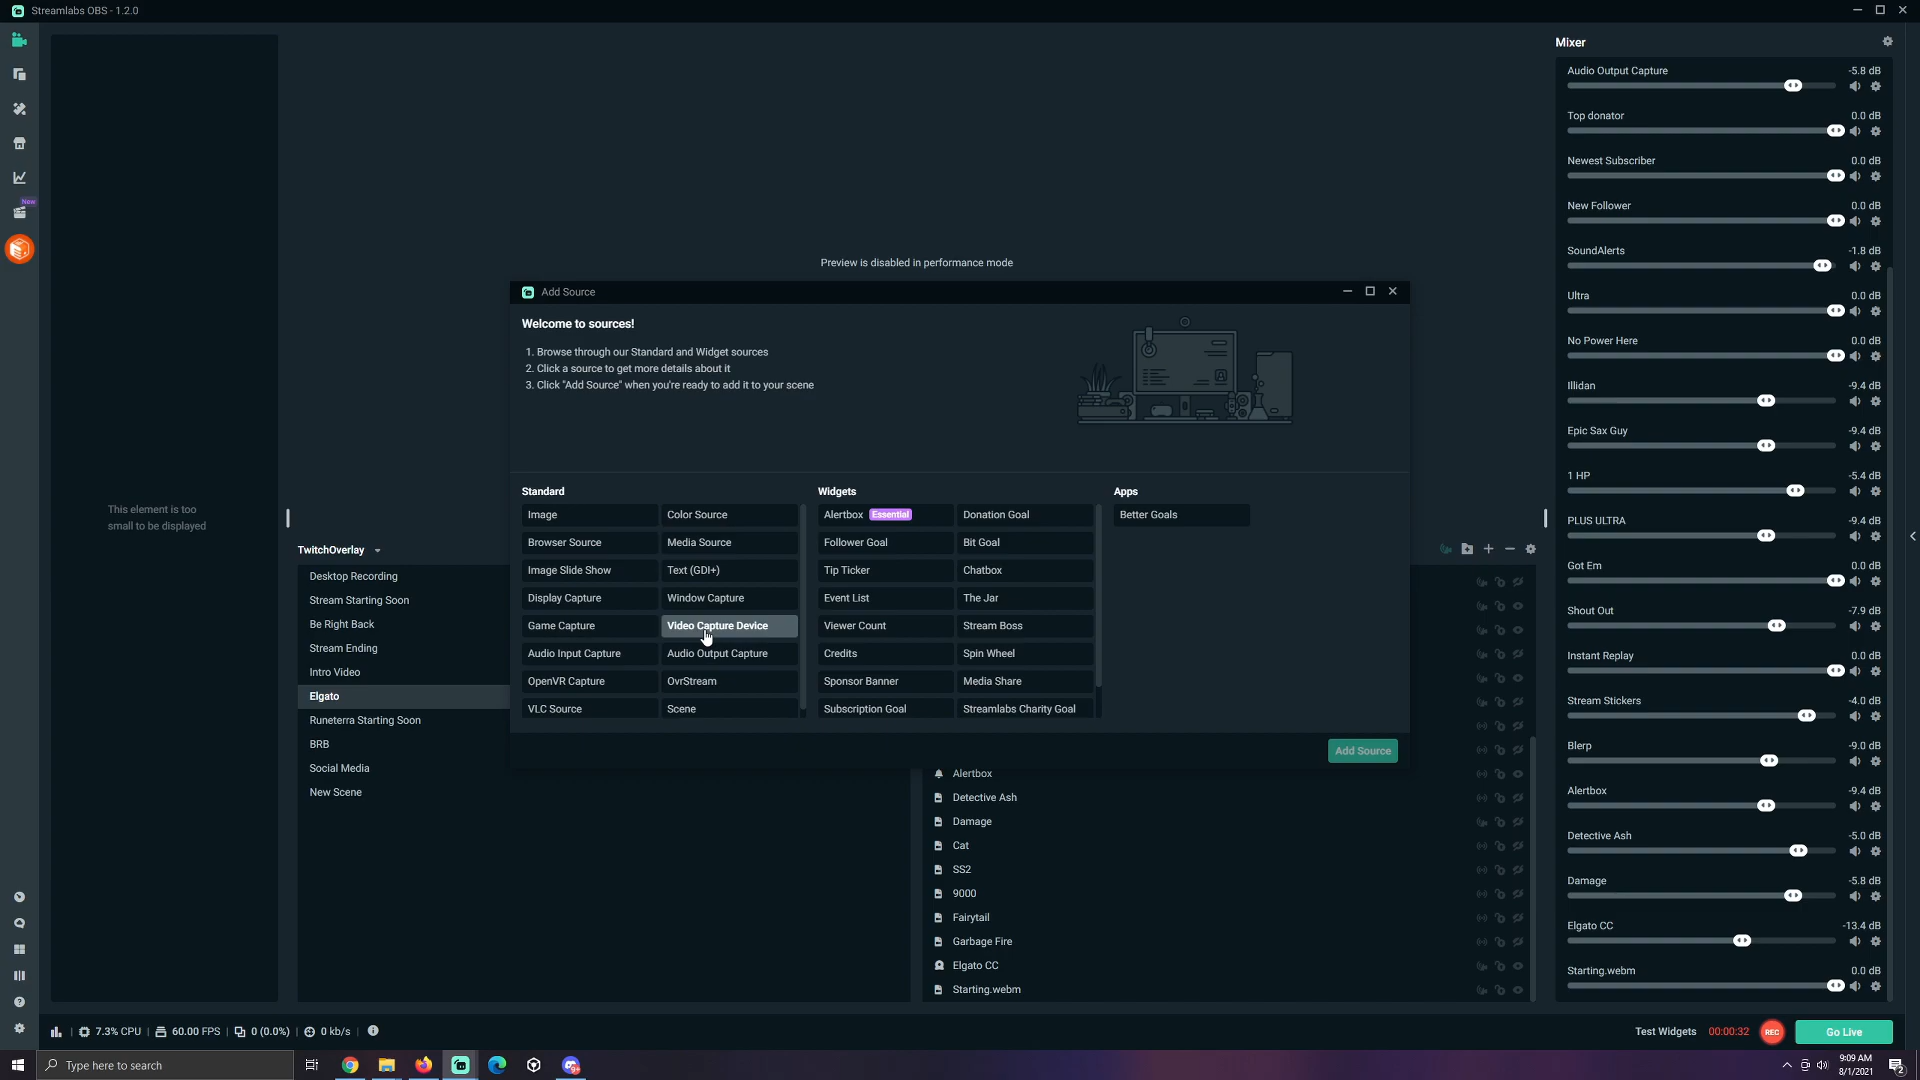 Streamlabs OBS - 1.2.0
New
This element is too
small to be displayed
Preview is disabled in performance mode
TwitchOverlay
Desktop Recording
Stream Starting Soon
Be Right Back
Stream Ending
Intro Video
Elgato
Runeterra Starting Soon
BRB
Social Media
New Scene
Add Source
Welcome to sources!
1. Browse through our Standard and Widget sources
2. Click a source to get more details about it
3. Click "Add Source" when you're ready to add it to your scene
Standard
Image
Color Source
Browser Source
Media Source
Image Slide Show
Text (GDI+)
Display Capture
Window Capture
Game Capture
Video Capture Device
Audio Input Capture
Audio Output Capture
OpenVR Capture
OvrStream
VLC Source
Scene
Widgets
Alertbox Essential
Donation Goal
Follower Goal
Bit Goal
Tip Ticker
Chatbox
Event List
The Jar
Viewer Count
Stream Boss
Credits
Spin Wheel
Sponsor Banner
Media Share
Subscription Goal
Streamlabs Charity Goal
Apps
Better Goals
Add Source
Alertbox
Detective Ash
Damage
Cat
SS2
9000
Fairytail
Garbage Fire
Elgato CC
Starting.webm
Mixer
Audio Output Capture -5.8 dB
Top donator 0.0 dB
Newest Subscriber 0.0 dB
New Follower 0.0 dB
SoundAlerts -1.8 dB
Ultra 0.0 dB
No Power Here 0.0 dB
Illidan -9.4 dB
Epic Sax Guy -9.4 dB
1 HP -5.4 dB
PLUS ULTRA -9.4 dB
Got Em 0.0 dB
Shout Out -7.9 dB
Instant Replay 0.0 dB
Stream Stickers -4.0 dB
Blerp -9.0 dB
Alertbox -9.4 dB
Detective Ash -5.0 dB
Damage -5.8 dB
Elgato CC -13.4 dB
Starting.webm 0.0 dB
7.3% CPU 60.00 FPS 0 (0.0%) 0 kb/s
Test Widgets 00:00:32 REC Go Live
Type here to search
9+
9:09 AM
8/1/2021
2